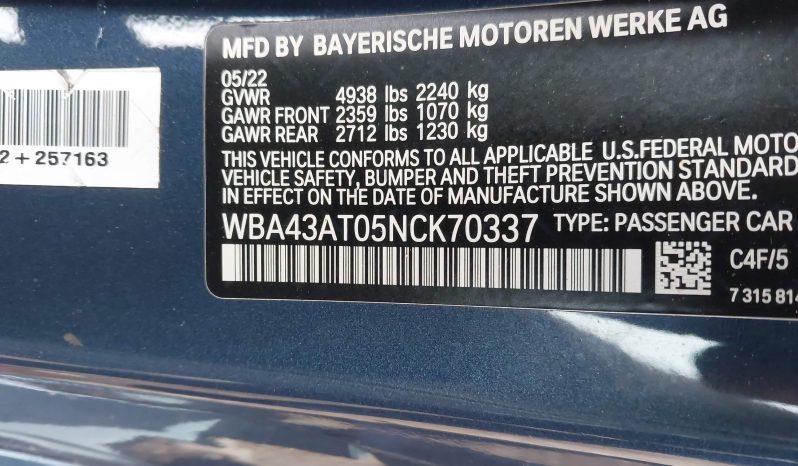 MFD BY BAYERISCHE MOTOREN WERKE AG
05/22
GVWR 4938 lbs 2240 kg
GAWR FRONT 2359 lbs 1070 kg
GAWR REAR 2712 lbs 1230 kg
THIS VEHICLE CONFORMS TO ALL APPLICABLE U.S.FEDERAL MOTO
VEHICLE SAFETY, BUMPER AND THEFT PREVENTION STANDARD
IN EFFECT ON THE DATE OF MANUFACTURE SHOWN ABOVE.
WBA43AT05NCK70337 TYPE: PASSENGER CAR
C4F/5
7 315 814
2 + 257163